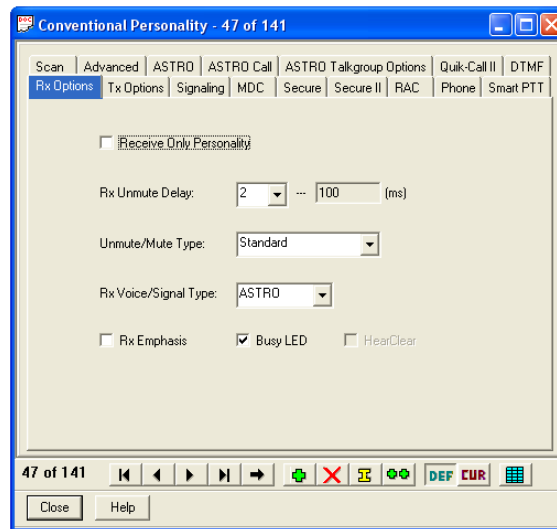 Conventional Personality - 47 of 141
Scan Advanced ASTRO ASTRO Call ASTRO Talkgroup Options Quik-Call II DTMF
Rx Options Tx Options Signaling MDC Secure Secure II RAC Phone Smart PTT
Receive Only Personality
Rx Unmute Delay: 2 --- 100 (ms)
Unmute/Mute Type: Standard
Rx Voice/Signal Type: ASTRO
Rx Emphasis Busy LED HearClear
47 of 141 DEF CUR
Close Help